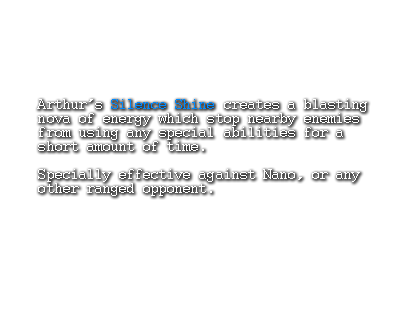 Arthur's Silence Shine creates a blasting
nova of energy which stop nearby enemies
from using any special abilities for a
short amount of time.
Specially effective against Nano, or any
other ranged opponent.